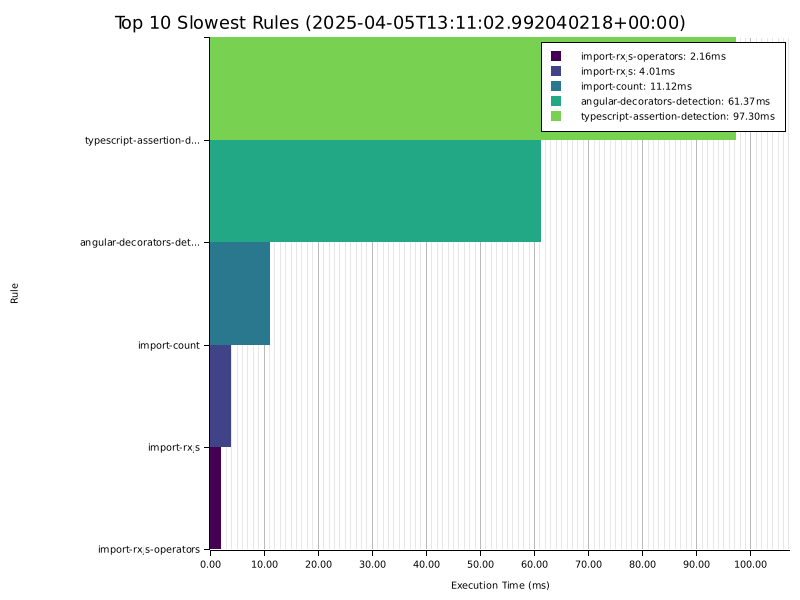 Top 10 Slowest Rules (2025-04-05T13:11:02.992040218+00:00)
import-rxjs-operators: 2.16ms
import-rxjs: 4.01ms
import-count: 11.12ms
angular-decorators-detection: 61.37ms
typescript-assertion-detection: 97.30ms
typescript-assertion-d...
angular-decorators-det...
import-count
import-rxjs
import-rxjs-operators
Rule
0.00 10.00 20.00 30.00 40.00 50.00 60.00 70.00 80.00 90.00 100.00
Execution Time (ms)